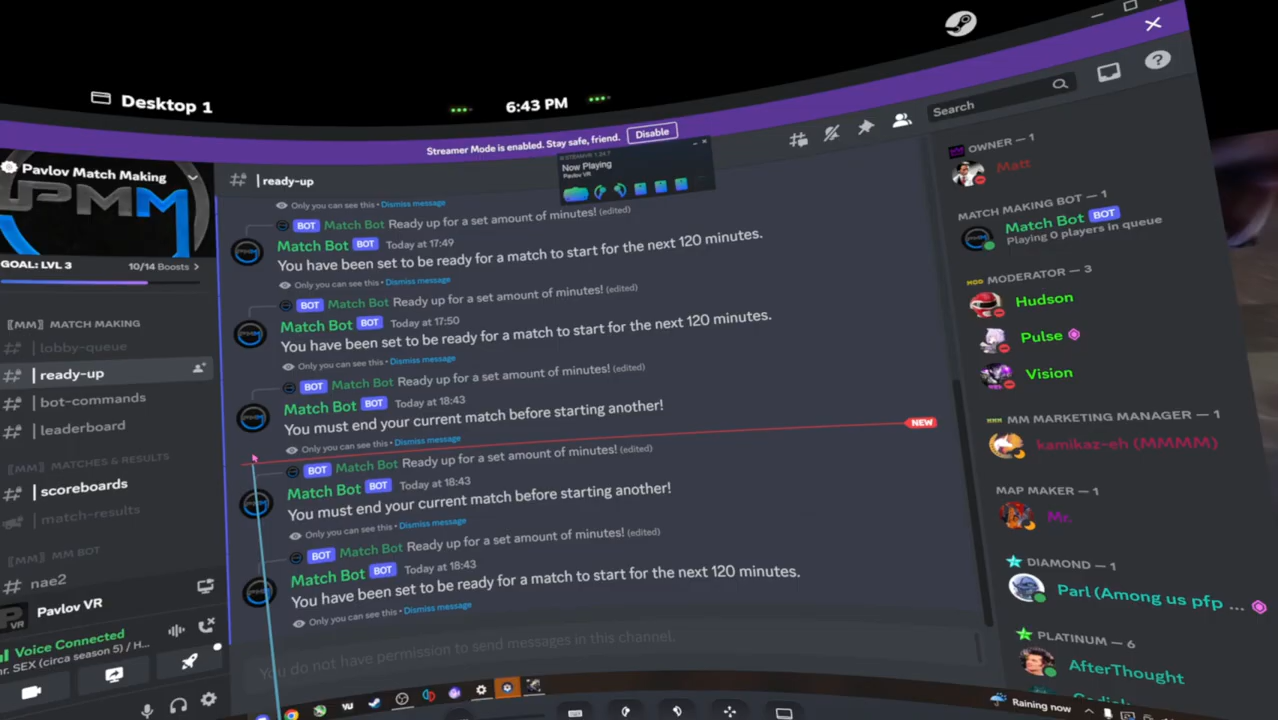 Desktop 1
6:43 PM
Streamer Mode is enabled. Stay safe, friend. Disable
Now Playing
Pavlov VR
Pavlov Match Making
GOAL: LVL 3
10/14 Boosts >
[MM] MATCH MAKING
# | lobby-queue
# | ready-up
# | bot-commands
# | leaderboard
[MM] MATCHES & RESULTS
# | scoreboards
| match-results
[MM] MM BOT
# nae2
Pavlov VR
Voice Connected
# | ready-up
Search
Only you can see this • Dismiss message
BOT Match Bot Ready up for a set amount of minutes! (edited)
Match Bot BOT Today at 17:49
You have been set to be ready for a match to start for the next 120 minutes.
Only you can see this • Dismiss message
BOT Match Bot Ready up for a set amount of minutes! (edited)
Match Bot BOT Today at 17:50
You have been set to be ready for a match to start for the next 120 minutes.
Only you can see this • Dismiss message
BOT Match Bot Ready up for a set amount of minutes! (edited)
Match Bot BOT Today at 18:43
You must end your current match before starting another!
Only you can see this • Dismiss message
NEW
BOT Match Bot Ready up for a set amount of minutes! (edited)
Match Bot BOT Today at 18:43
You must end your current match before starting another!
Only you can see this • Dismiss message
BOT Match Bot Ready up for a set amount of minutes! (edited)
Match Bot BOT Today at 18:43
You have been set to be ready for a match to start for the next 120 minutes.
Only you can see this • Dismiss message
You do not have permission to send messages in this channel.
OWNER — 1
Matt
MATCH MAKING BOT — 1
Match Bot BOT
Playing 0 players in queue
MODERATOR — 3
Hudson
Pulse
Vision
MM MARKETING MANAGER — 1
kamikaz-eh (MMMM)
MAP MAKER — 1
Mr.
DIAMOND — 1
Parl (Among us pfp ...
PLATINUM — 6
AfterThought
Raining now